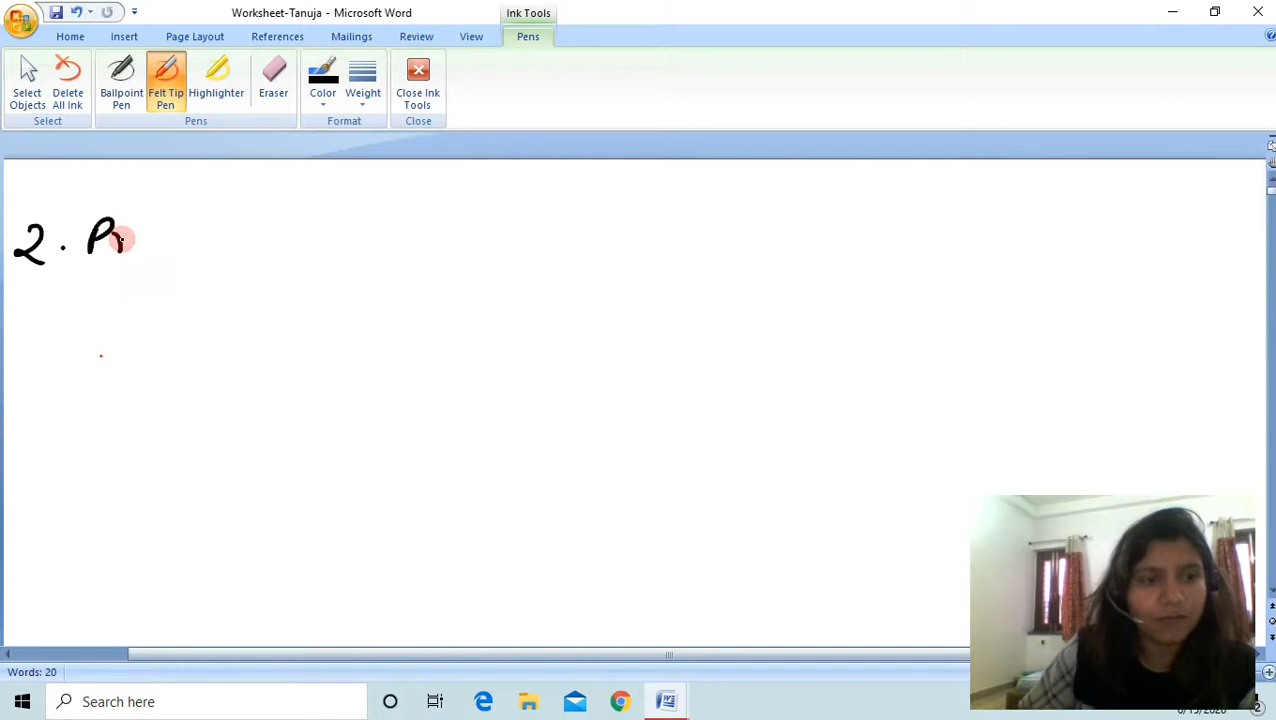 Worksheet-Tanuja - Microsoft Word
Ink Tools
Home Insert Page Layout References Mailings Review View Pens
Select Objects
Delete All Ink
Ballpoint Pen
Felt Tip Pen
Highlighter
Eraser
Color
Weight
Close Ink Tools
Select Pens Format Close
2. Pr
Words: 20
Search here